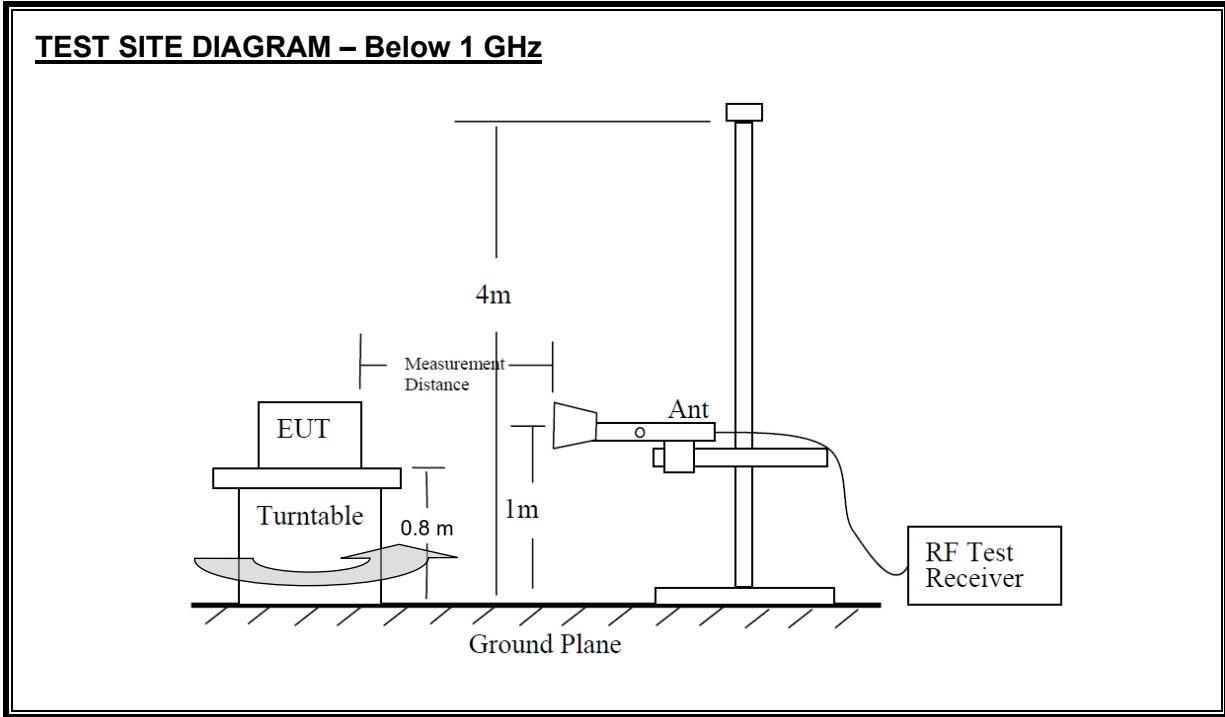 TEST SITE DIAGRAM – Below 1 GHz
4m
Measurement
Distance
Ant
EUT
1m
Turntable
0.8 m
RF Test
Receiver
Ground Plane